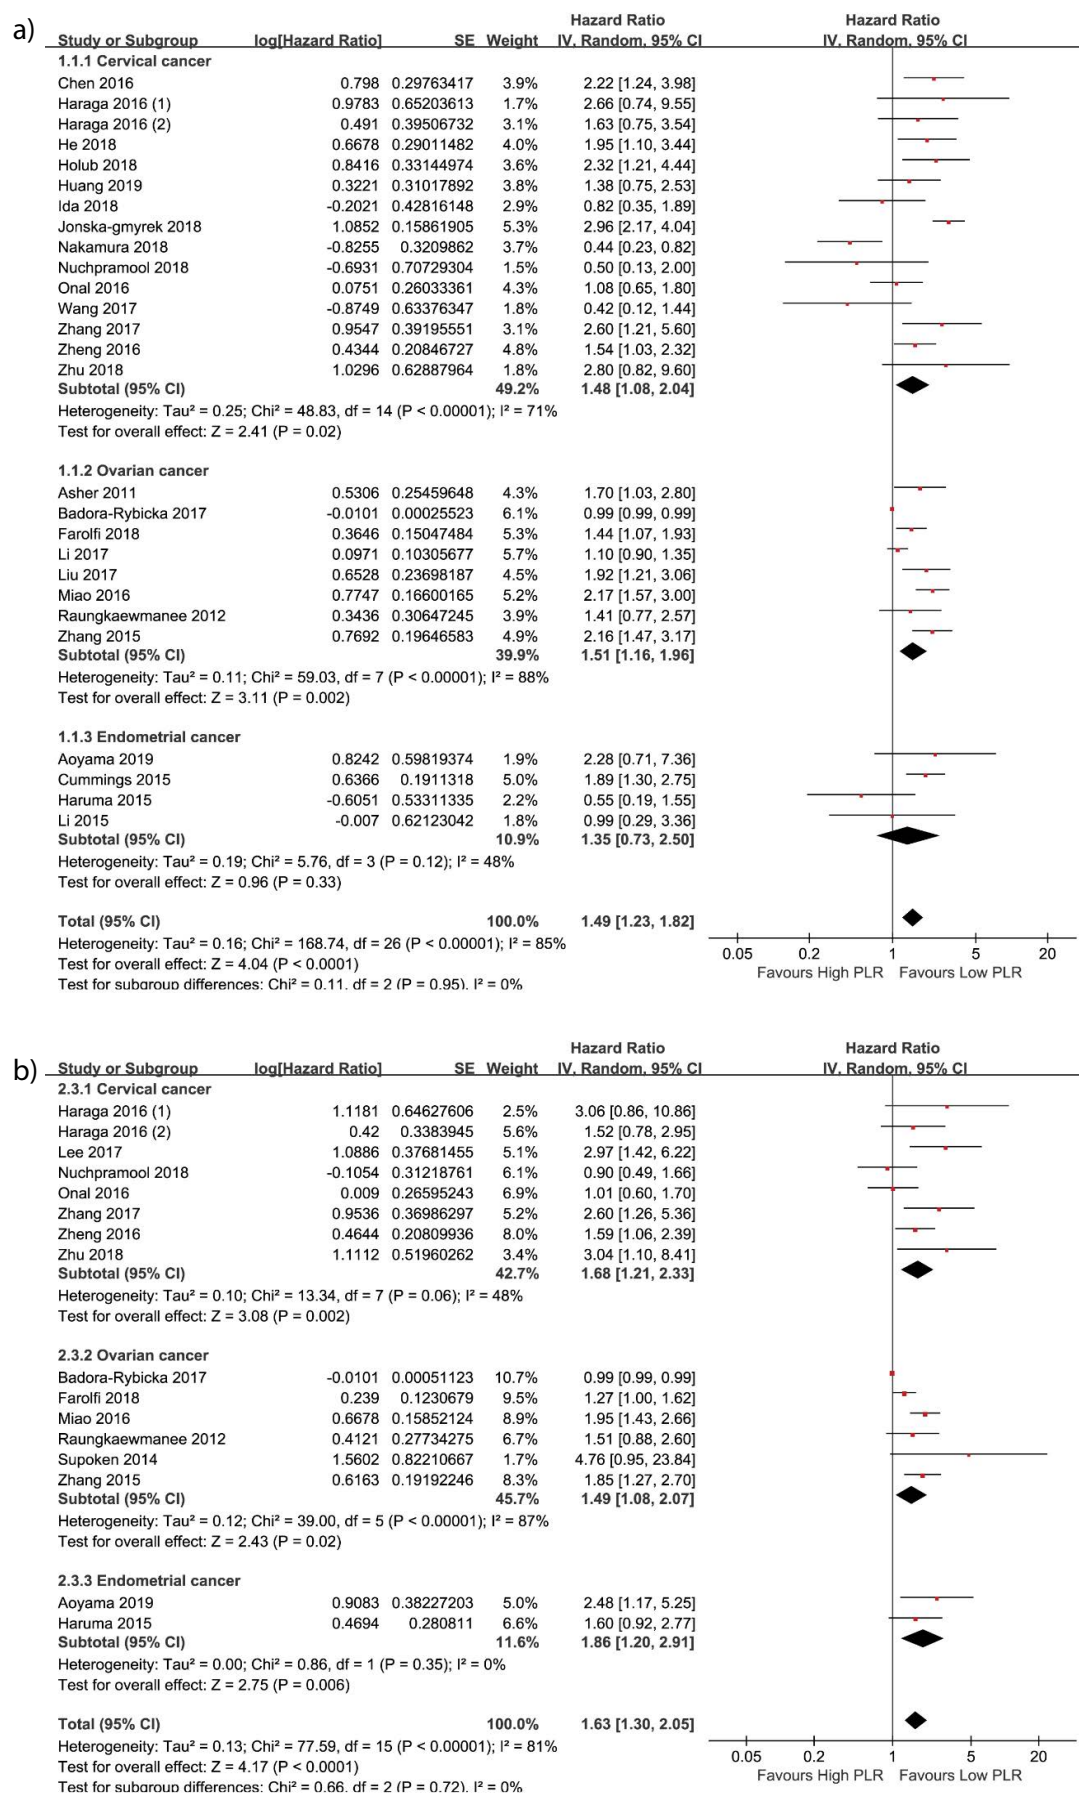 a)
Hazard Ratio Hazard Ratio
Study or Subgroup log[Hazard Ratio] SE Weight IV, Random, 95% CI IV, Random, 95% CI
1.1.1 Cervical cancer
Chen 2016 0.798 0.29763417 3.9% 2.22 [1.24, 3.98]
Haraga 2016 (1) 0.9783 0.65203613 1.7% 2.66 [0.74, 9.55]
Haraga 2016 (2) 0.491 0.39506732 3.1% 1.63 [0.75, 3.54]
He 2018 0.6678 0.29011482 4.0% 1.95 [1.10, 3.44]
Holub 2018 0.8416 0.33144974 3.6% 2.32 [1.21, 4.44]
Huang 2019 0.3221 0.31017892 3.8% 1.38 [0.75, 2.53]
Ida 2018 -0.2021 0.42816148 2.9% 0.82 [0.35, 1.89]
Jonska-gmyrek 2018 1.0852 0.15861905 5.3% 2.96 [2.17, 4.04]
Nakamura 2018 -0.8255 0.3209862 3.7% 0.44 [0.23, 0.82]
Nuchpramool 2018 -0.6931 0.70729304 1.5% 0.50 [0.13, 2.00]
Onal 2016 0.0751 0.26033361 4.3% 1.08 [0.65, 1.80]
Wang 2017 -0.8749 0.63376347 1.8% 0.42 [0.12, 1.44]
Zhang 2017 0.9547 0.39195551 3.1% 2.60 [1.21, 5.60]
Zheng 2016 0.4344 0.20846727 4.8% 1.54 [1.03, 2.32]
Zhu 2018 1.0296 0.62887964 1.8% 2.80 [0.82, 9.60]
Subtotal (95% CI) 49.2% 1.48 [1.08, 2.04]
Heterogeneity: Tau² = 0.25; Chi² = 48.83, df = 14 (P < 0.00001); I² = 71%
Test for overall effect: Z = 2.41 (P = 0.02)
1.1.2 Ovarian cancer
Asher 2011 0.5306 0.25459648 4.3% 1.70 [1.03, 2.80]
Badora-Rybicka 2017 -0.0101 0.00025523 6.1% 0.99 [0.99, 0.99]
Farolfi 2018 0.3646 0.15047484 5.3% 1.44 [1.07, 1.93]
Li 2017 0.0971 0.10305677 5.7% 1.10 [0.90, 1.35]
Liu 2017 0.6528 0.23698187 4.5% 1.92 [1.21, 3.06]
Miao 2016 0.7747 0.16600165 5.2% 2.17 [1.57, 3.00]
Raungkaewmanee 2012 0.3436 0.30647245 3.9% 1.41 [0.77, 2.57]
Zhang 2015 0.7692 0.19646583 4.9% 2.16 [1.47, 3.17]
Subtotal (95% CI) 39.9% 1.51 [1.16, 1.96]
Heterogeneity: Tau² = 0.11; Chi² = 59.03, df = 7 (P < 0.00001); I² = 88%
Test for overall effect: Z = 3.11 (P = 0.002)
1.1.3 Endometrial cancer
Aoyama 2019 0.8242 0.59819374 1.9% 2.28 [0.71, 7.36]
Cummings 2015 0.6366 0.1911318 5.0% 1.89 [1.30, 2.75]
Haruma 2015 -0.6051 0.53311335 2.2% 0.55 [0.19, 1.55]
Li 2015 -0.007 0.62123042 1.8% 0.99 [0.29, 3.36]
Subtotal (95% CI) 10.9% 1.35 [0.73, 2.50]
Heterogeneity: Tau² = 0.19; Chi² = 5.76, df = 3 (P = 0.12); I² = 48%
Test for overall effect: Z = 0.96 (P = 0.33)
Total (95% CI) 100.0% 1.49 [1.23, 1.82]
Heterogeneity: Tau² = 0.16; Chi² = 168.74, df = 26 (P < 0.00001); I² = 85%
Test for overall effect: Z = 4.04 (P < 0.0001)
Test for subgroup differences: Chi² = 0.11, df = 2 (P = 0.95), I² = 0%
0.05 0.2 1 5 20
Favours High PLR Favours Low PLR
b)
Hazard Ratio Hazard Ratio
Study or Subgroup log[Hazard Ratio] SE Weight IV, Random, 95% CI IV, Random, 95% CI
2.3.1 Cervical cancer
Haraga 2016 (1) 1.1181 0.64627606 2.5% 3.06 [0.86, 10.86]
Haraga 2016 (2) 0.42 0.3383945 5.6% 1.52 [0.78, 2.95]
Lee 2017 1.0886 0.37681455 5.1% 2.97 [1.42, 6.22]
Nuchpramool 2018 -0.1054 0.31218761 6.1% 0.90 [0.49, 1.66]
Onal 2016 0.009 0.26595243 6.9% 1.01 [0.60, 1.70]
Zhang 2017 0.9536 0.36986297 5.2% 2.60 [1.26, 5.36]
Zheng 2016 0.4644 0.20809936 8.0% 1.59 [1.06, 2.39]
Zhu 2018 1.1112 0.51960262 3.4% 3.04 [1.10, 8.41]
Subtotal (95% CI) 42.7% 1.68 [1.21, 2.33]
Heterogeneity: Tau² = 0.10; Chi² = 13.34, df = 7 (P = 0.06); I² = 48%
Test for overall effect: Z = 3.08 (P = 0.002)
2.3.2 Ovarian cancer
Badora-Rybicka 2017 -0.0101 0.00051123 10.7% 0.99 [0.99, 0.99]
Farolfi 2018 0.239 0.1230679 9.5% 1.27 [1.00, 1.62]
Miao 2016 0.6678 0.15852124 8.9% 1.95 [1.43, 2.66]
Raungkaewmanee 2012 0.4121 0.27734275 6.7% 1.51 [0.88, 2.60]
Supoken 2014 1.5602 0.82210667 1.7% 4.76 [0.95, 23.84]
Zhang 2015 0.6163 0.19192246 8.3% 1.85 [1.27, 2.70]
Subtotal (95% CI) 45.7% 1.49 [1.08, 2.07]
Heterogeneity: Tau² = 0.12; Chi² = 39.00, df = 5 (P < 0.00001); I² = 87%
Test for overall effect: Z = 2.43 (P = 0.02)
2.3.3 Endometrial cancer
Aoyama 2019 0.9083 0.38227203 5.0% 2.48 [1.17, 5.25]
Haruma 2015 0.4694 0.280811 6.6% 1.60 [0.92, 2.77]
Subtotal (95% CI) 11.6% 1.86 [1.20, 2.91]
Heterogeneity: Tau² = 0.00; Chi² = 0.86, df = 1 (P = 0.35); I² = 0%
Test for overall effect: Z = 2.75 (P = 0.006)
Total (95% CI) 100.0% 1.63 [1.30, 2.05]
Heterogeneity: Tau² = 0.13; Chi² = 77.59, df = 15 (P < 0.00001); I² = 81%
Test for overall effect: Z = 4.17 (P < 0.0001)
Test for subgroup differences: Chi² = 0.66, df = 2 (P = 0.72), I² = 0%
0.05 0.2 1 5 20
Favours High PLR Favours Low PLR